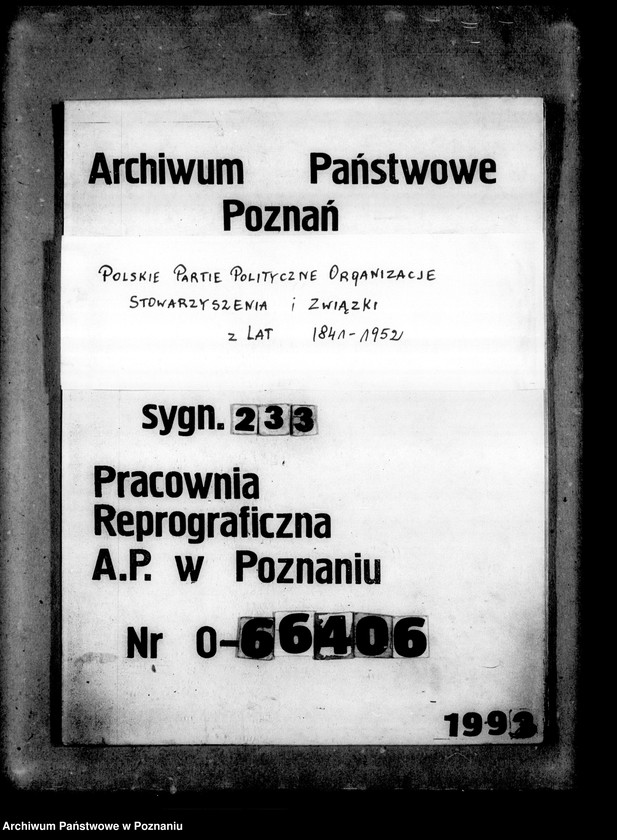 Archiwum Państwowe
Poznań
POLSKIE PARTIE POLITYCZNE ORGANIZACJE
STOWARZYSZENIA i ZWIĄZKI
z LAT 1841-1952
sygn. 233
Pracownia
Reprograficzna
A.P. w Poznaniu
Nr 0-66406
1993
Archiwum Państwowe w Poznaniu